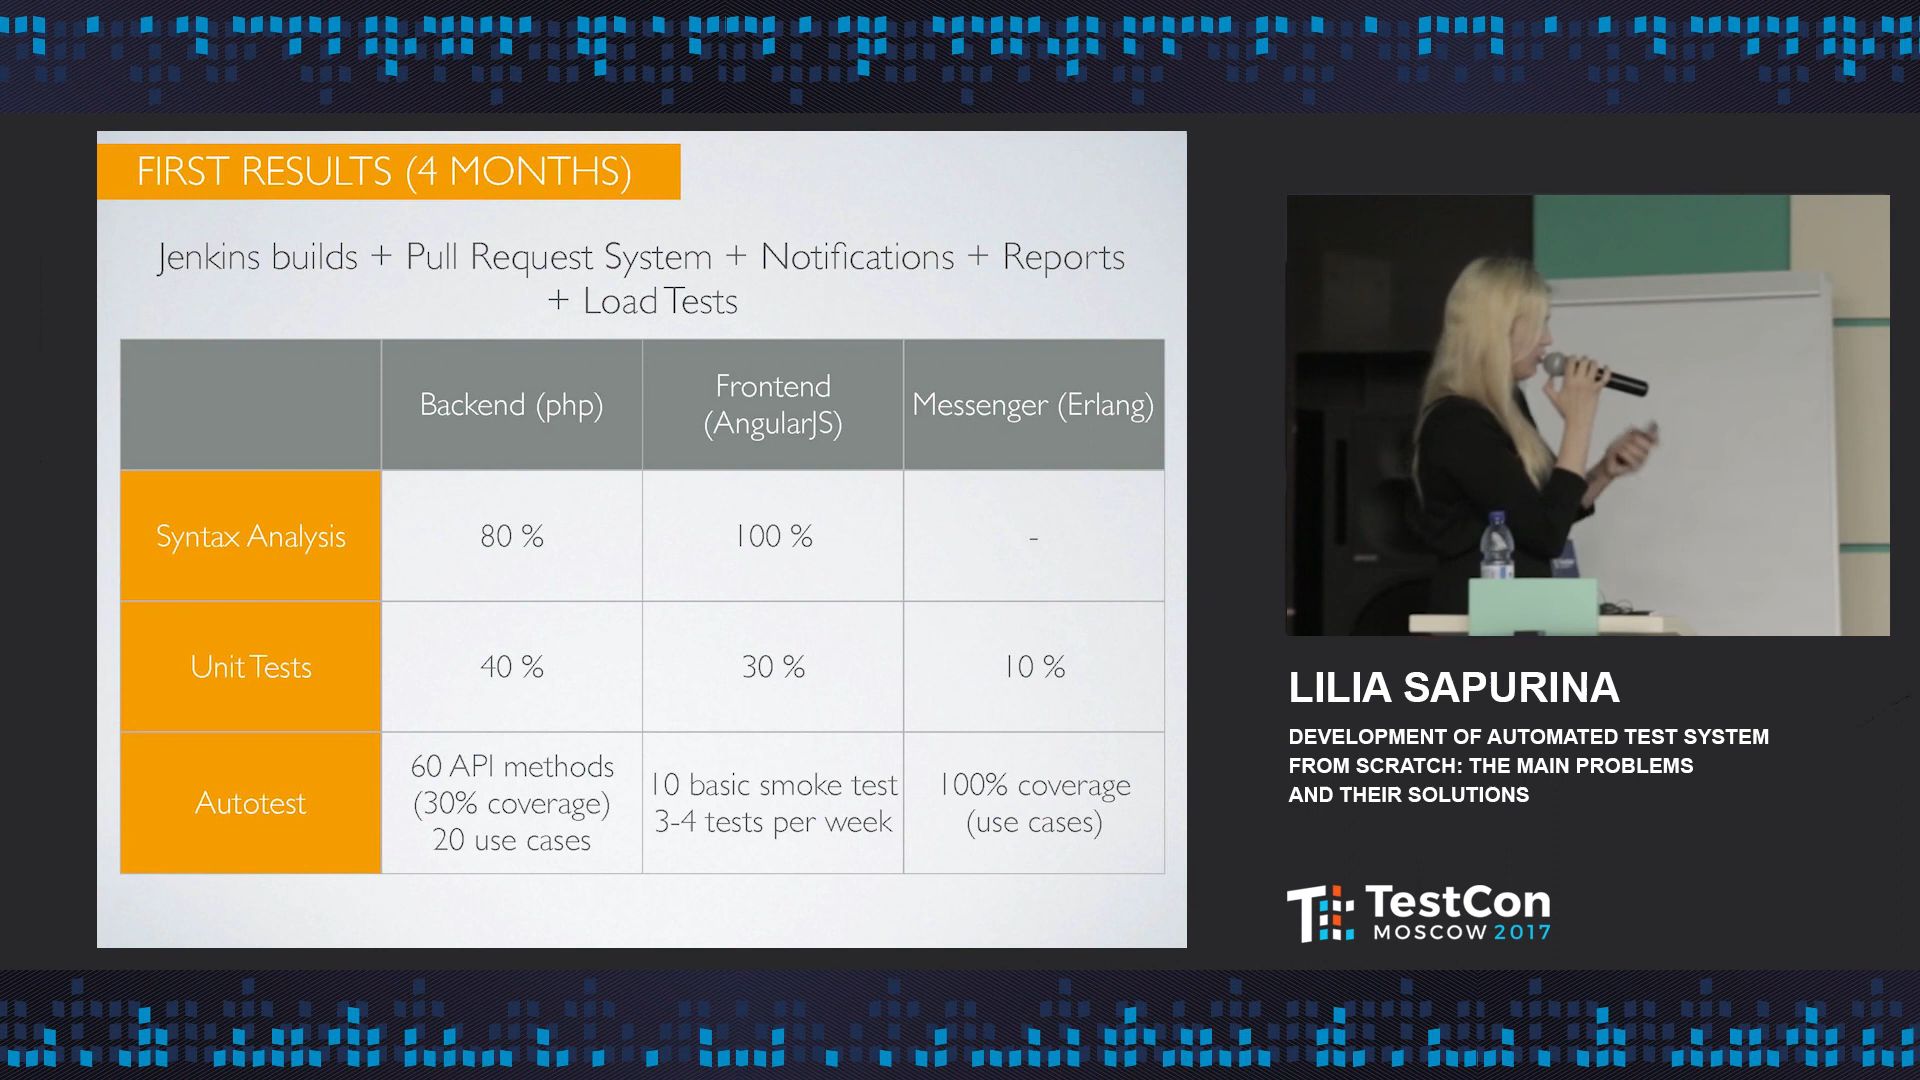 FIRST RESULTS (4 MONTHS)
Jenkins builds + Pull Request System + Notifications + Reports
+ Load Tests
Backend (php)
Frontend
(AngularJS)
Messenger (Erlang)
Syntax Analysis
80 %
100 %
-
Unit Tests
40 %
30 %
10 %
Autotest
60 API methods
(30% coverage)
20 use cases
10 basic smoke test
3-4 tests per week
100% coverage
(use cases)
LILIA SAPURINA
DEVELOPMENT OF AUTOMATED TEST SYSTEM
FROM SCRATCH: THE MAIN PROBLEMS
AND THEIR SOLUTIONS
TestCon
MOSCOW 2017